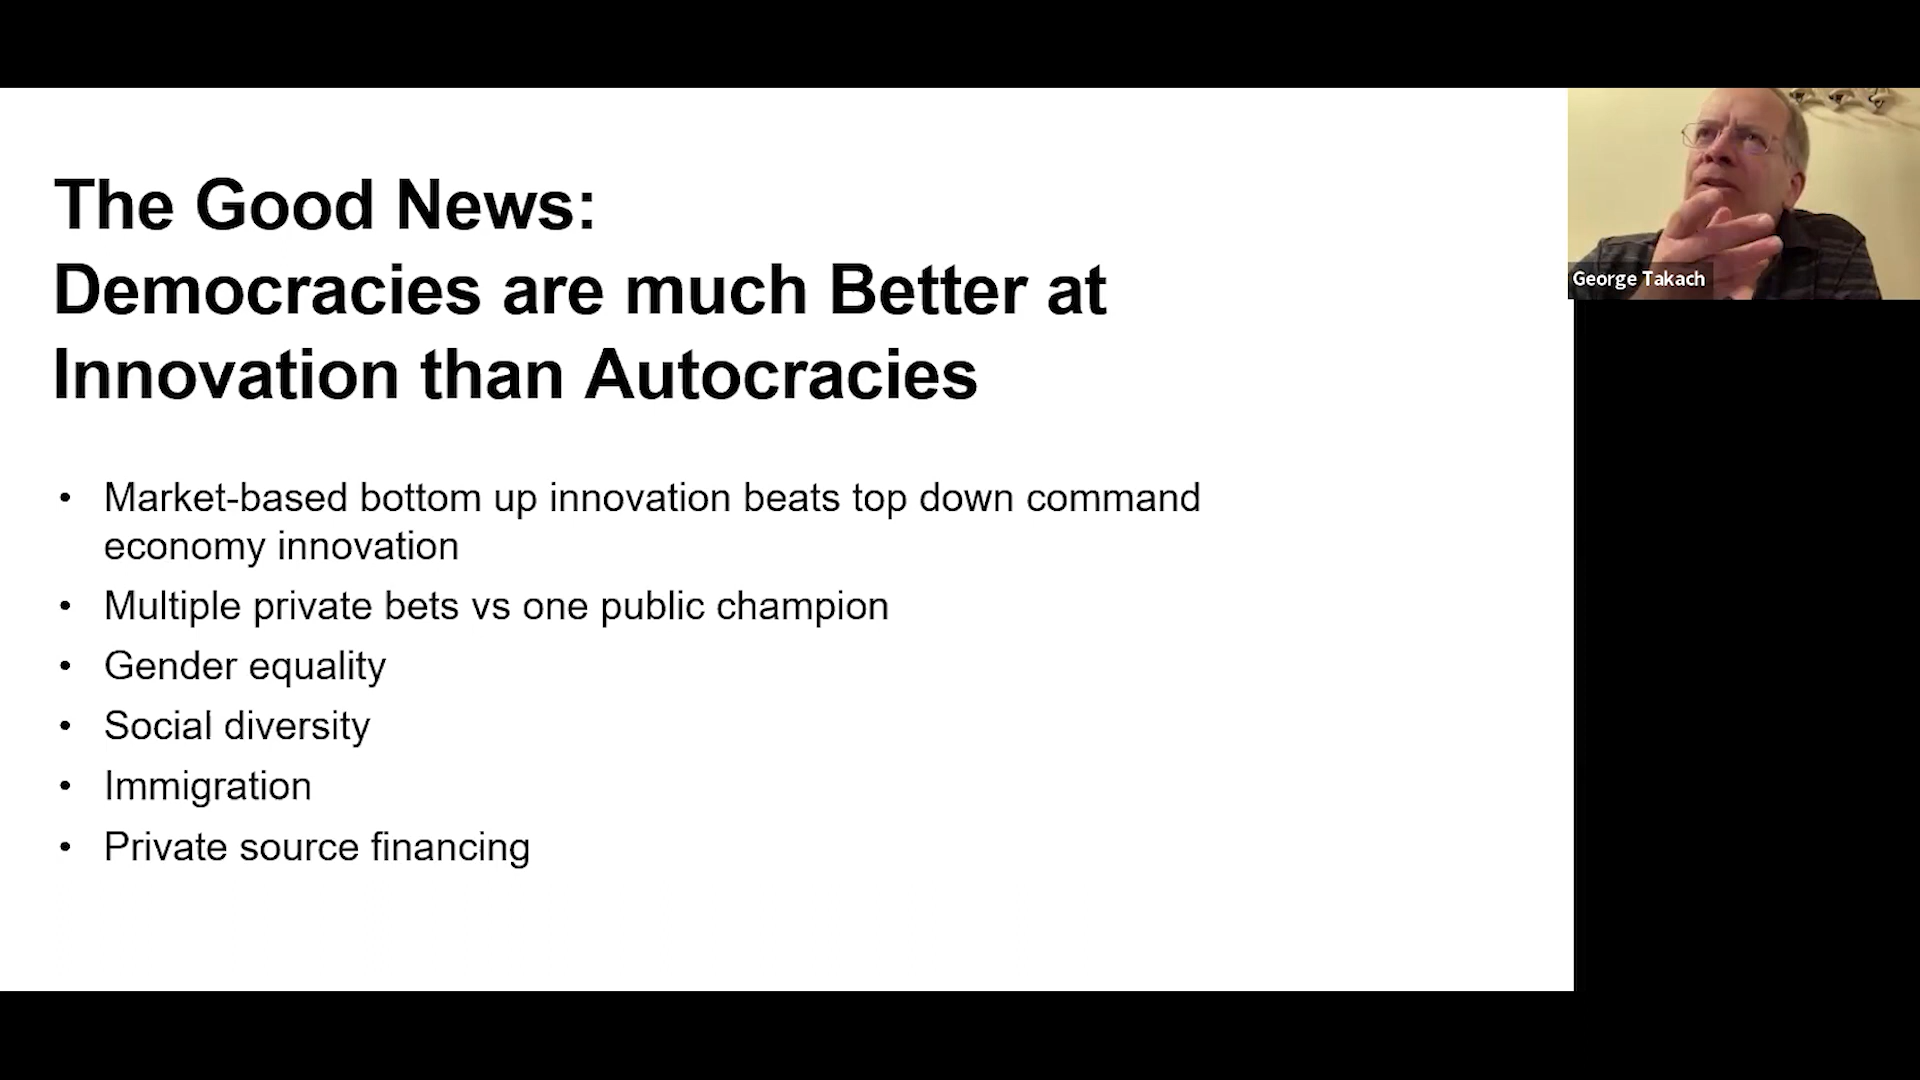 The Good News:
Democracies are much Better at
Innovation than Autocracies
• Market-based bottom up innovation beats top down command
economy innovation
• Multiple private bets vs one public champion
• Gender equality
• Social diversity
• Immigration
• Private source financing
George Takach